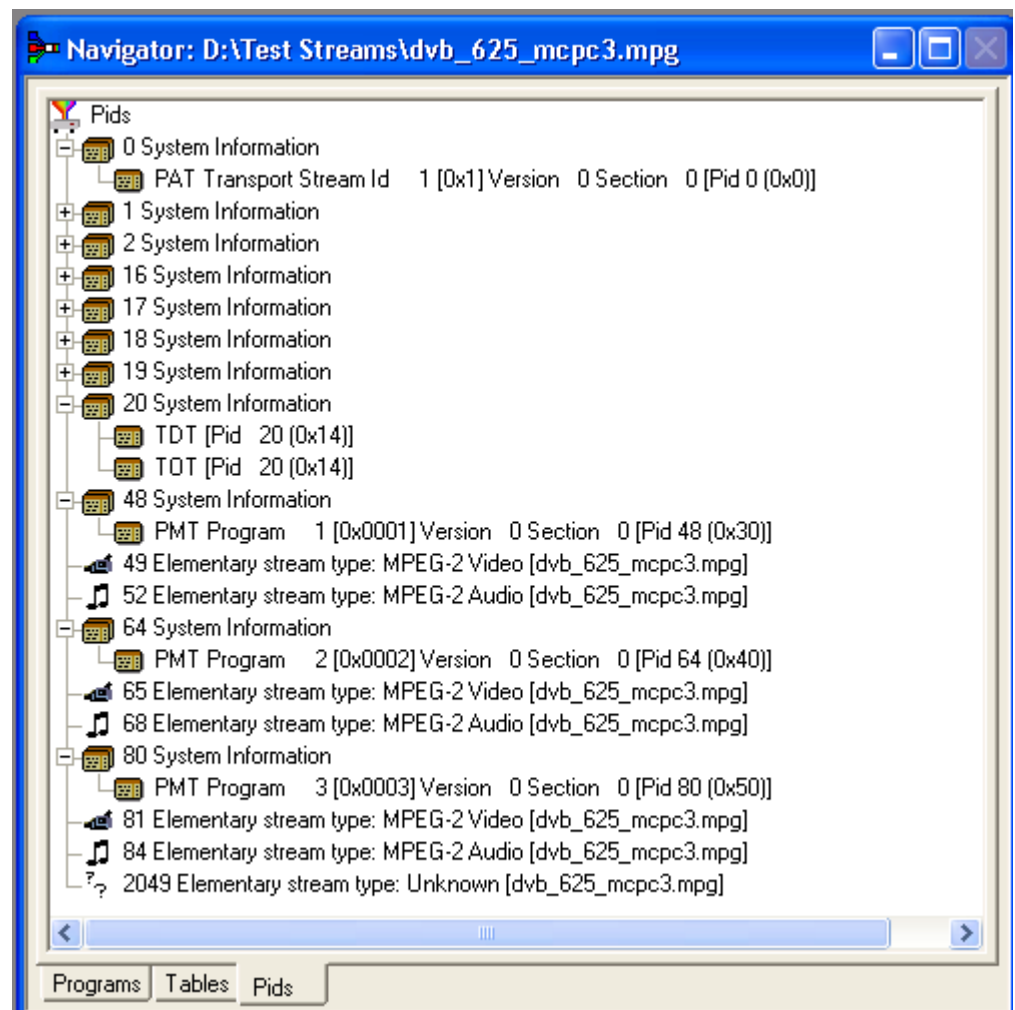 Navigator: D:\Test Streams\dvb_625_mcpc3.mpg
Pids
0 System Information
PAT Transport Stream Id 1 [0x1] Version 0 Section 0 [Pid 0 (0x0)]
1 System Information
2 System Information
16 System Information
17 System Information
18 System Information
19 System Information
20 System Information
TDT [Pid 20 (0x14)]
TOT [Pid 20 (0x14)]
48 System Information
PMT Program 1 [0x0001] Version 0 Section 0 [Pid 48 (0x30)]
49 Elementary stream type: MPEG-2 Video [dvb_625_mcpc3.mpg]
52 Elementary stream type: MPEG-2 Audio [dvb_625_mcpc3.mpg]
64 System Information
PMT Program 2 [0x0002] Version 0 Section 0 [Pid 64 (0x40)]
65 Elementary stream type: MPEG-2 Video [dvb_625_mcpc3.mpg]
68 Elementary stream type: MPEG-2 Audio [dvb_625_mcpc3.mpg]
80 System Information
PMT Program 3 [0x0003] Version 0 Section 0 [Pid 80 (0x50)]
81 Elementary stream type: MPEG-2 Video [dvb_625_mcpc3.mpg]
84 Elementary stream type: MPEG-2 Audio [dvb_625_mcpc3.mpg]
2049 Elementary stream type: Unknown [dvb_625_mcpc3.mpg]
Programs Tables Pids